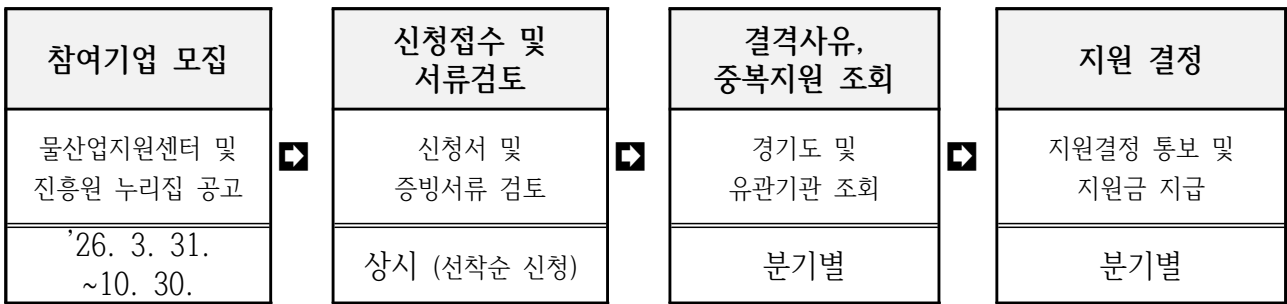 참여기업 모집
물산업지원센터 및
진흥원 누리집 공고
'26. 3. 31.
~10. 30.
신청접수 및
서류검토
신청서 및
증빙서류 검토
상시 (선착순 신청)
결격사유,
중복지원 조회
경기도 및
유관기관 조회
분기별
지원 결정
지원결정 통보 및
지원금 지급
분기별